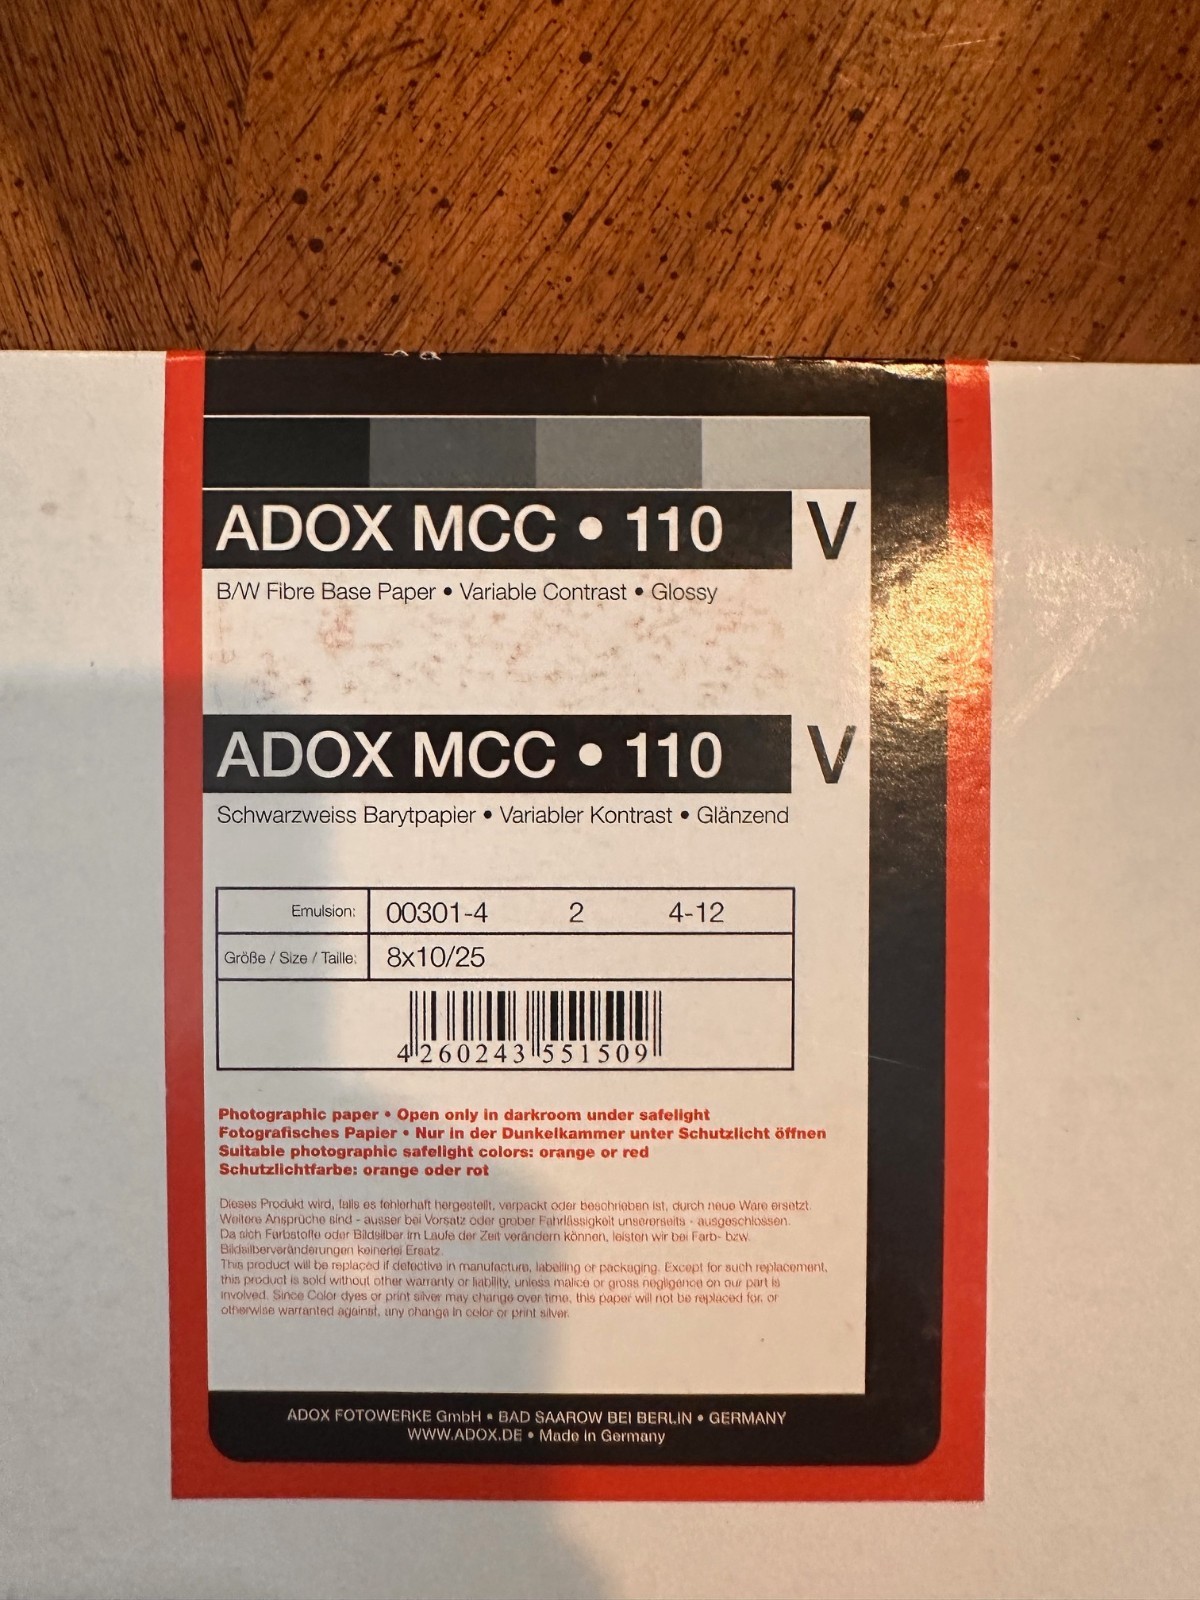 ADOX MCC • 110 V
B/W Fibre Base Paper • Variable Contrast • Glossy
ADOX MCC • 110 V
Schwarzweiss Barytpapier • Variabler Kontrast • Glänzend
Emulsion: 00301-4 2 4-12
Größe / Size / Taille: 8x10/25
4 260243 551509
Photographic paper • Open only in darkroom under safelight
Fotografisches Papier • Nur in der Dunkelkammer unter Schutzlicht öffnen
Suitable photographic safelight colors: orange or red
Schutzlichtfarbe: orange oder rot
Dieses Produkt wird, falls es fehlerhaft hergestellt, verpackt oder beschrieben ist, durch neue Ware ersetzt.
Weitere Ansprüche sind - ausser bei Vorsatz oder grober Fahrlässigkeit unsererseits - ausgeschlossen.
Da sich Farbstoffe oder Bildsilber im Laufe der Zeit verändern können, leisten wir bei Farb- bzw.
Bildsilberveränderungen keinerlei Ersatz.
This product will be replaced if defective in manufacture, labelling or packaging. Except for such replacement,
this product is sold without other warranty or liability, unless malice or gross negligence on our part is
involved. Since Color dyes or print silver may change over time, this paper will not be replaced for, or
otherwise warranted against, any change in color or print silver.
ADOX FOTOWERKE GmbH • BAD SAAROW BEI BERLIN • GERMANY
WWW.ADOX.DE • Made in Germany